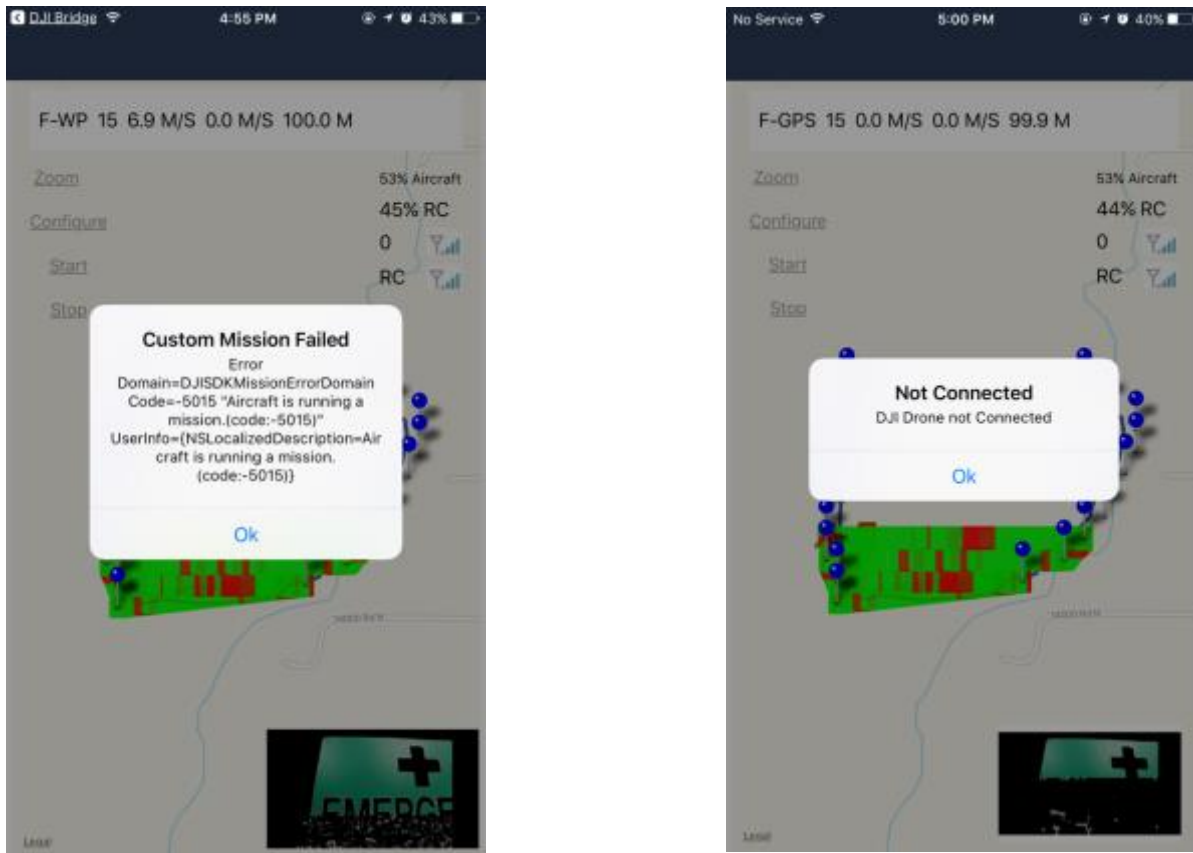 DJI Bridge 4:55 PM 43%
F-WP 15 6.9 M/S 0.0 M/S 100.0 M
Zoom
53% Aircraft
Configure
45% RC
0
Start
RC
Stop
Custom Mission Failed
Error
Domain=DJISDKMissionErrorDomain
Code=-5015 "Aircraft is running a
mission.(code:-5015)"
UserInfo={NSLocalizedDescription=Air
craft is running a mission.
(code:-5015)}
Ok
Legal
No Service 5:00 PM 40%
F-GPS 15 0.0 M/S 0.0 M/S 99.9 M
Zoom
53% Aircraft
Configure
44% RC
0
Start
RC
Stop
Not Connected
DJI Drone not Connected
Ok
Legal